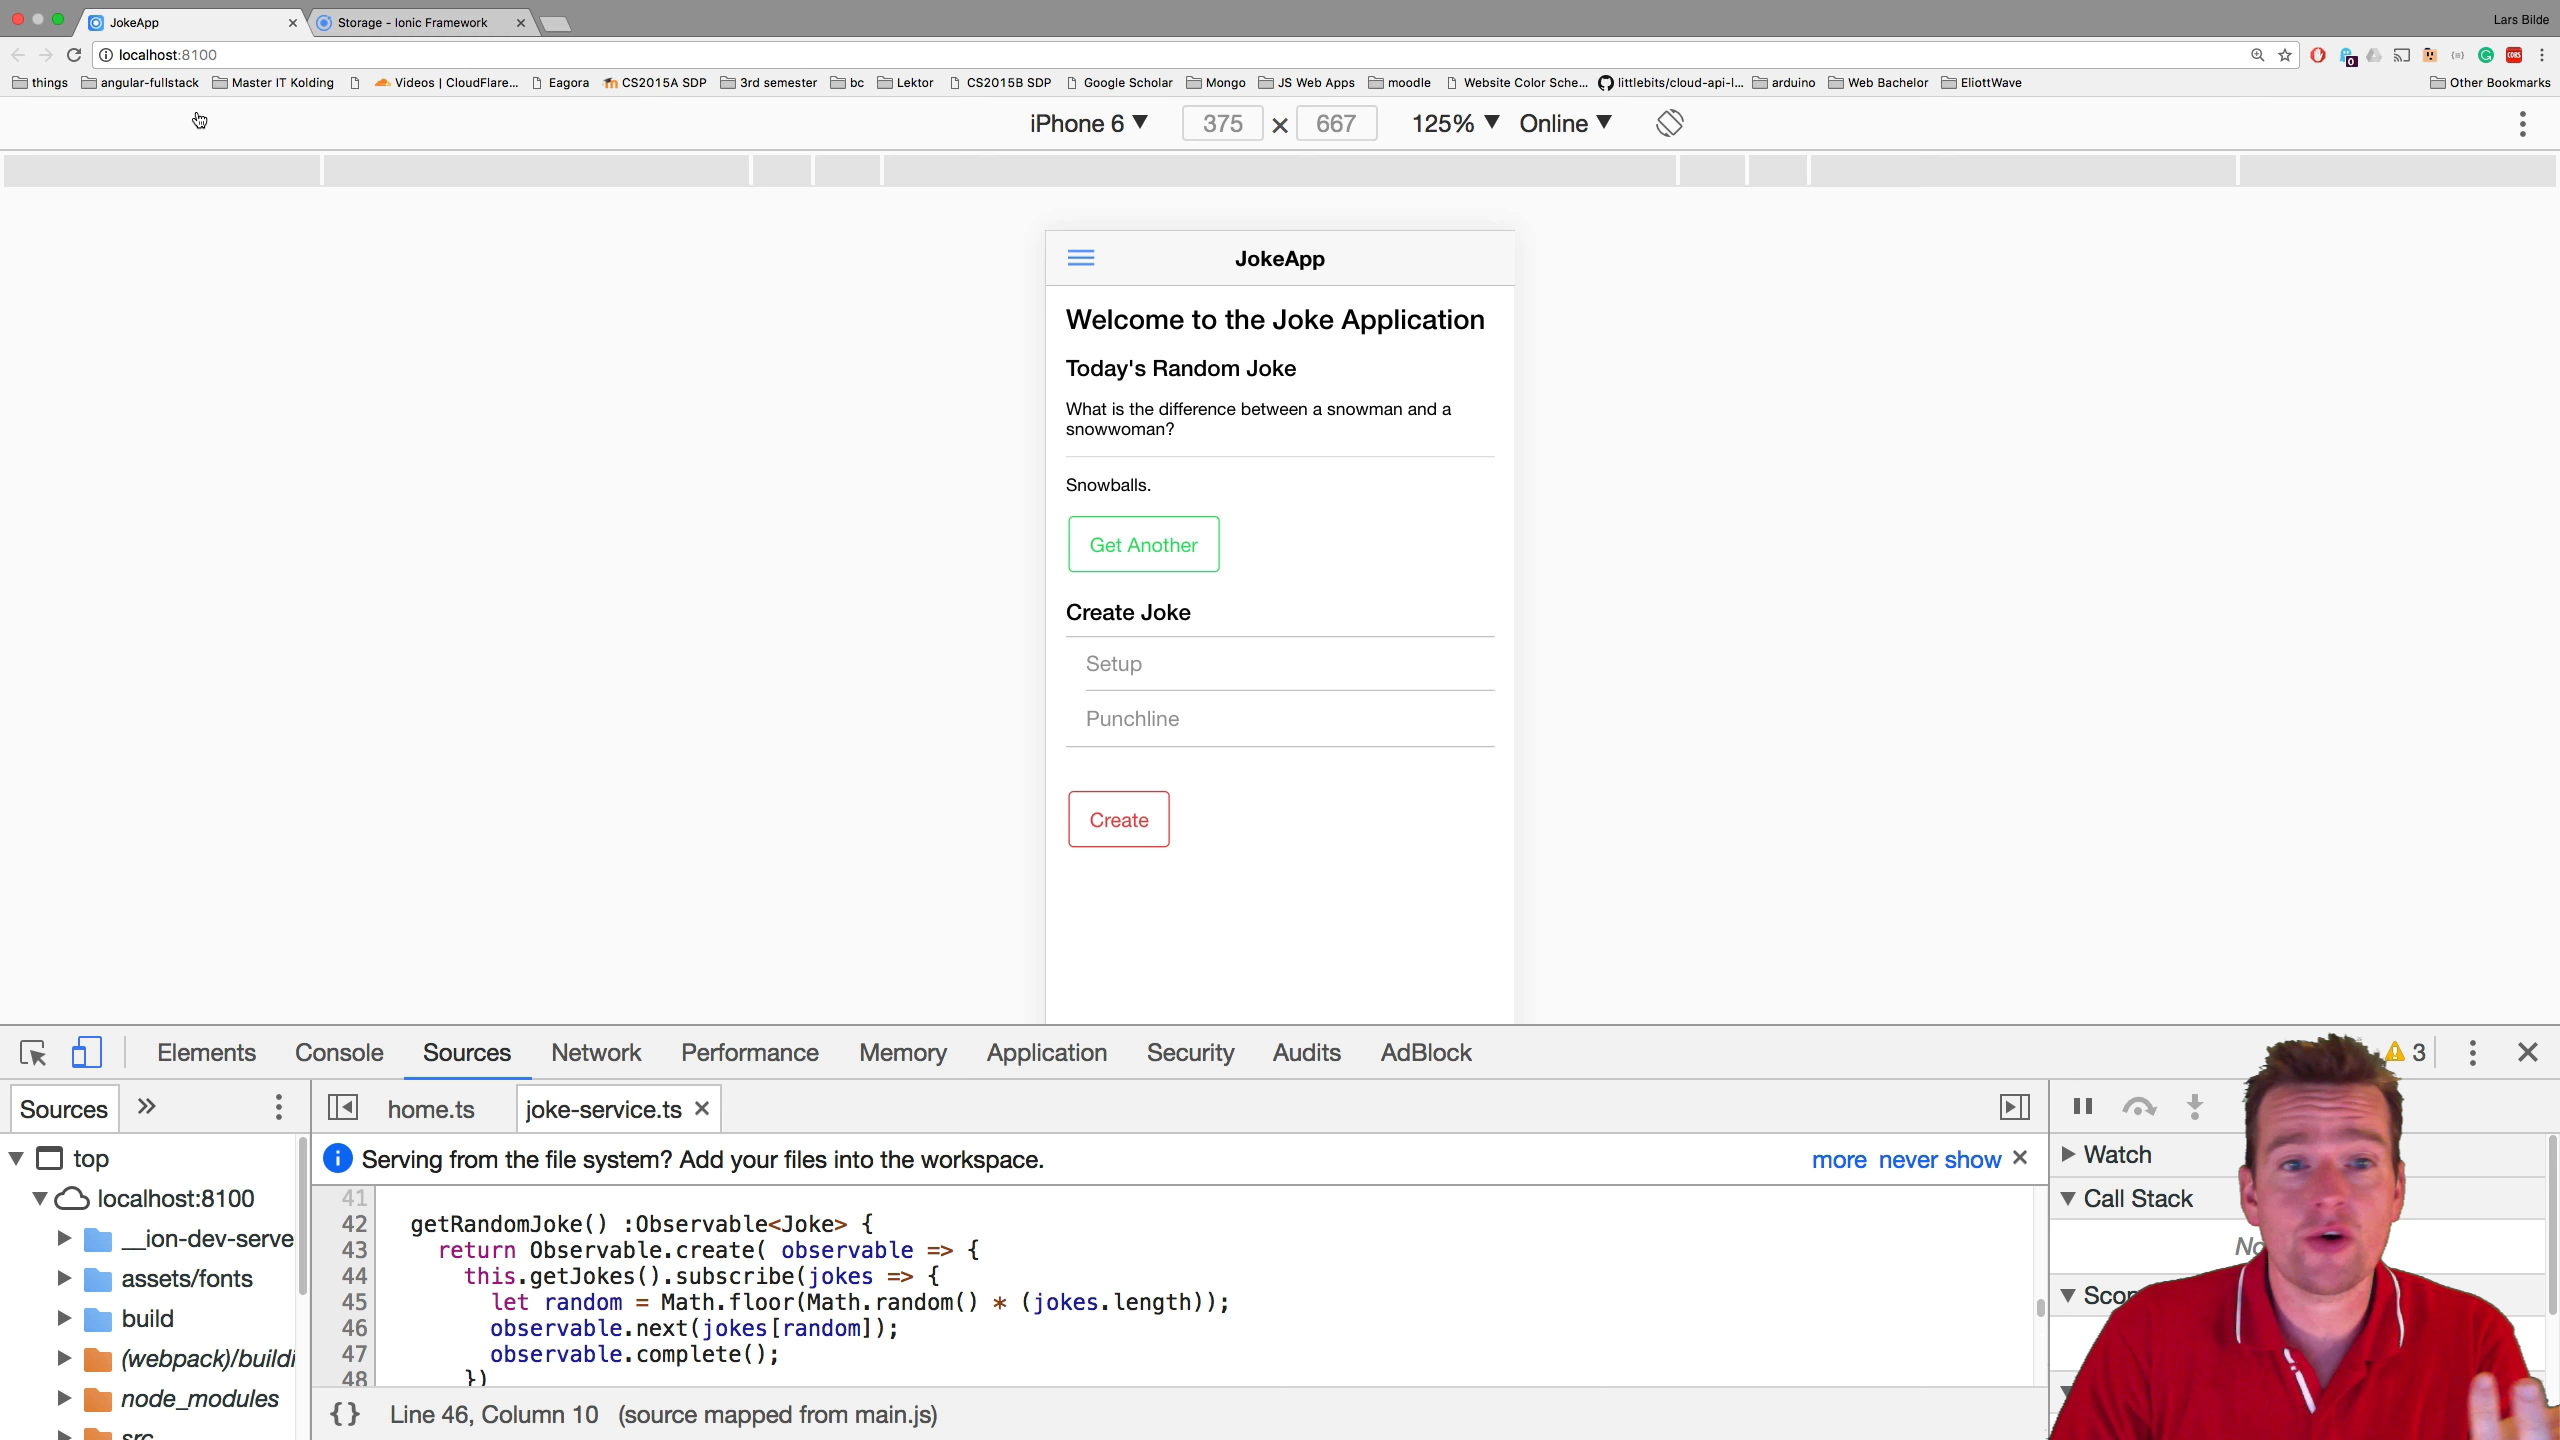 JokeApp
Storage - Ionic Framework
Lars Bilde
localhost:8100
0
CORS
things
angular-fullstack
Master IT Kolding
Videos | CloudFlare...
Eagora
CS2015A SDP
3rd semester
bc
Lektor
CS2015B SDP
Google Scholar
Mongo
JS Web Apps
moodle
Website Color Sche...
littlebits/cloud-api-l...
arduino
Web Bachelor
EliottWave
Other Bookmarks
iPhone 6 ▼ 375 × 667 125% ▼ Online ▼
JokeApp
Welcome to the Joke Application
Today's Random Joke
What is the difference between a snowman and a
snowwoman?
Snowballs.
Get Another
Create Joke
Setup
Punchline
Create
Elements Console Sources Network Performance Memory Application Security Audits AdBlock
3
Sources
home.ts
joke-service.ts
Serving from the file system? Add your files into the workspace.
more never show
top
localhost:8100
__ion-dev-serve
assets/fonts
build
(webpack)/buildi
node_modules
src
41
42 getRandomJoke() :Observable<Joke> {
43 return Observable.create( observable => {
44 this.getJokes().subscribe(jokes => {
45 let random = Math.floor(Math.random() * (jokes.length));
46 observable.next(jokes[random]);
47 observable.complete();
48 })
{} Line 46, Column 10 (source mapped from main.js)
Watch
Call Stack